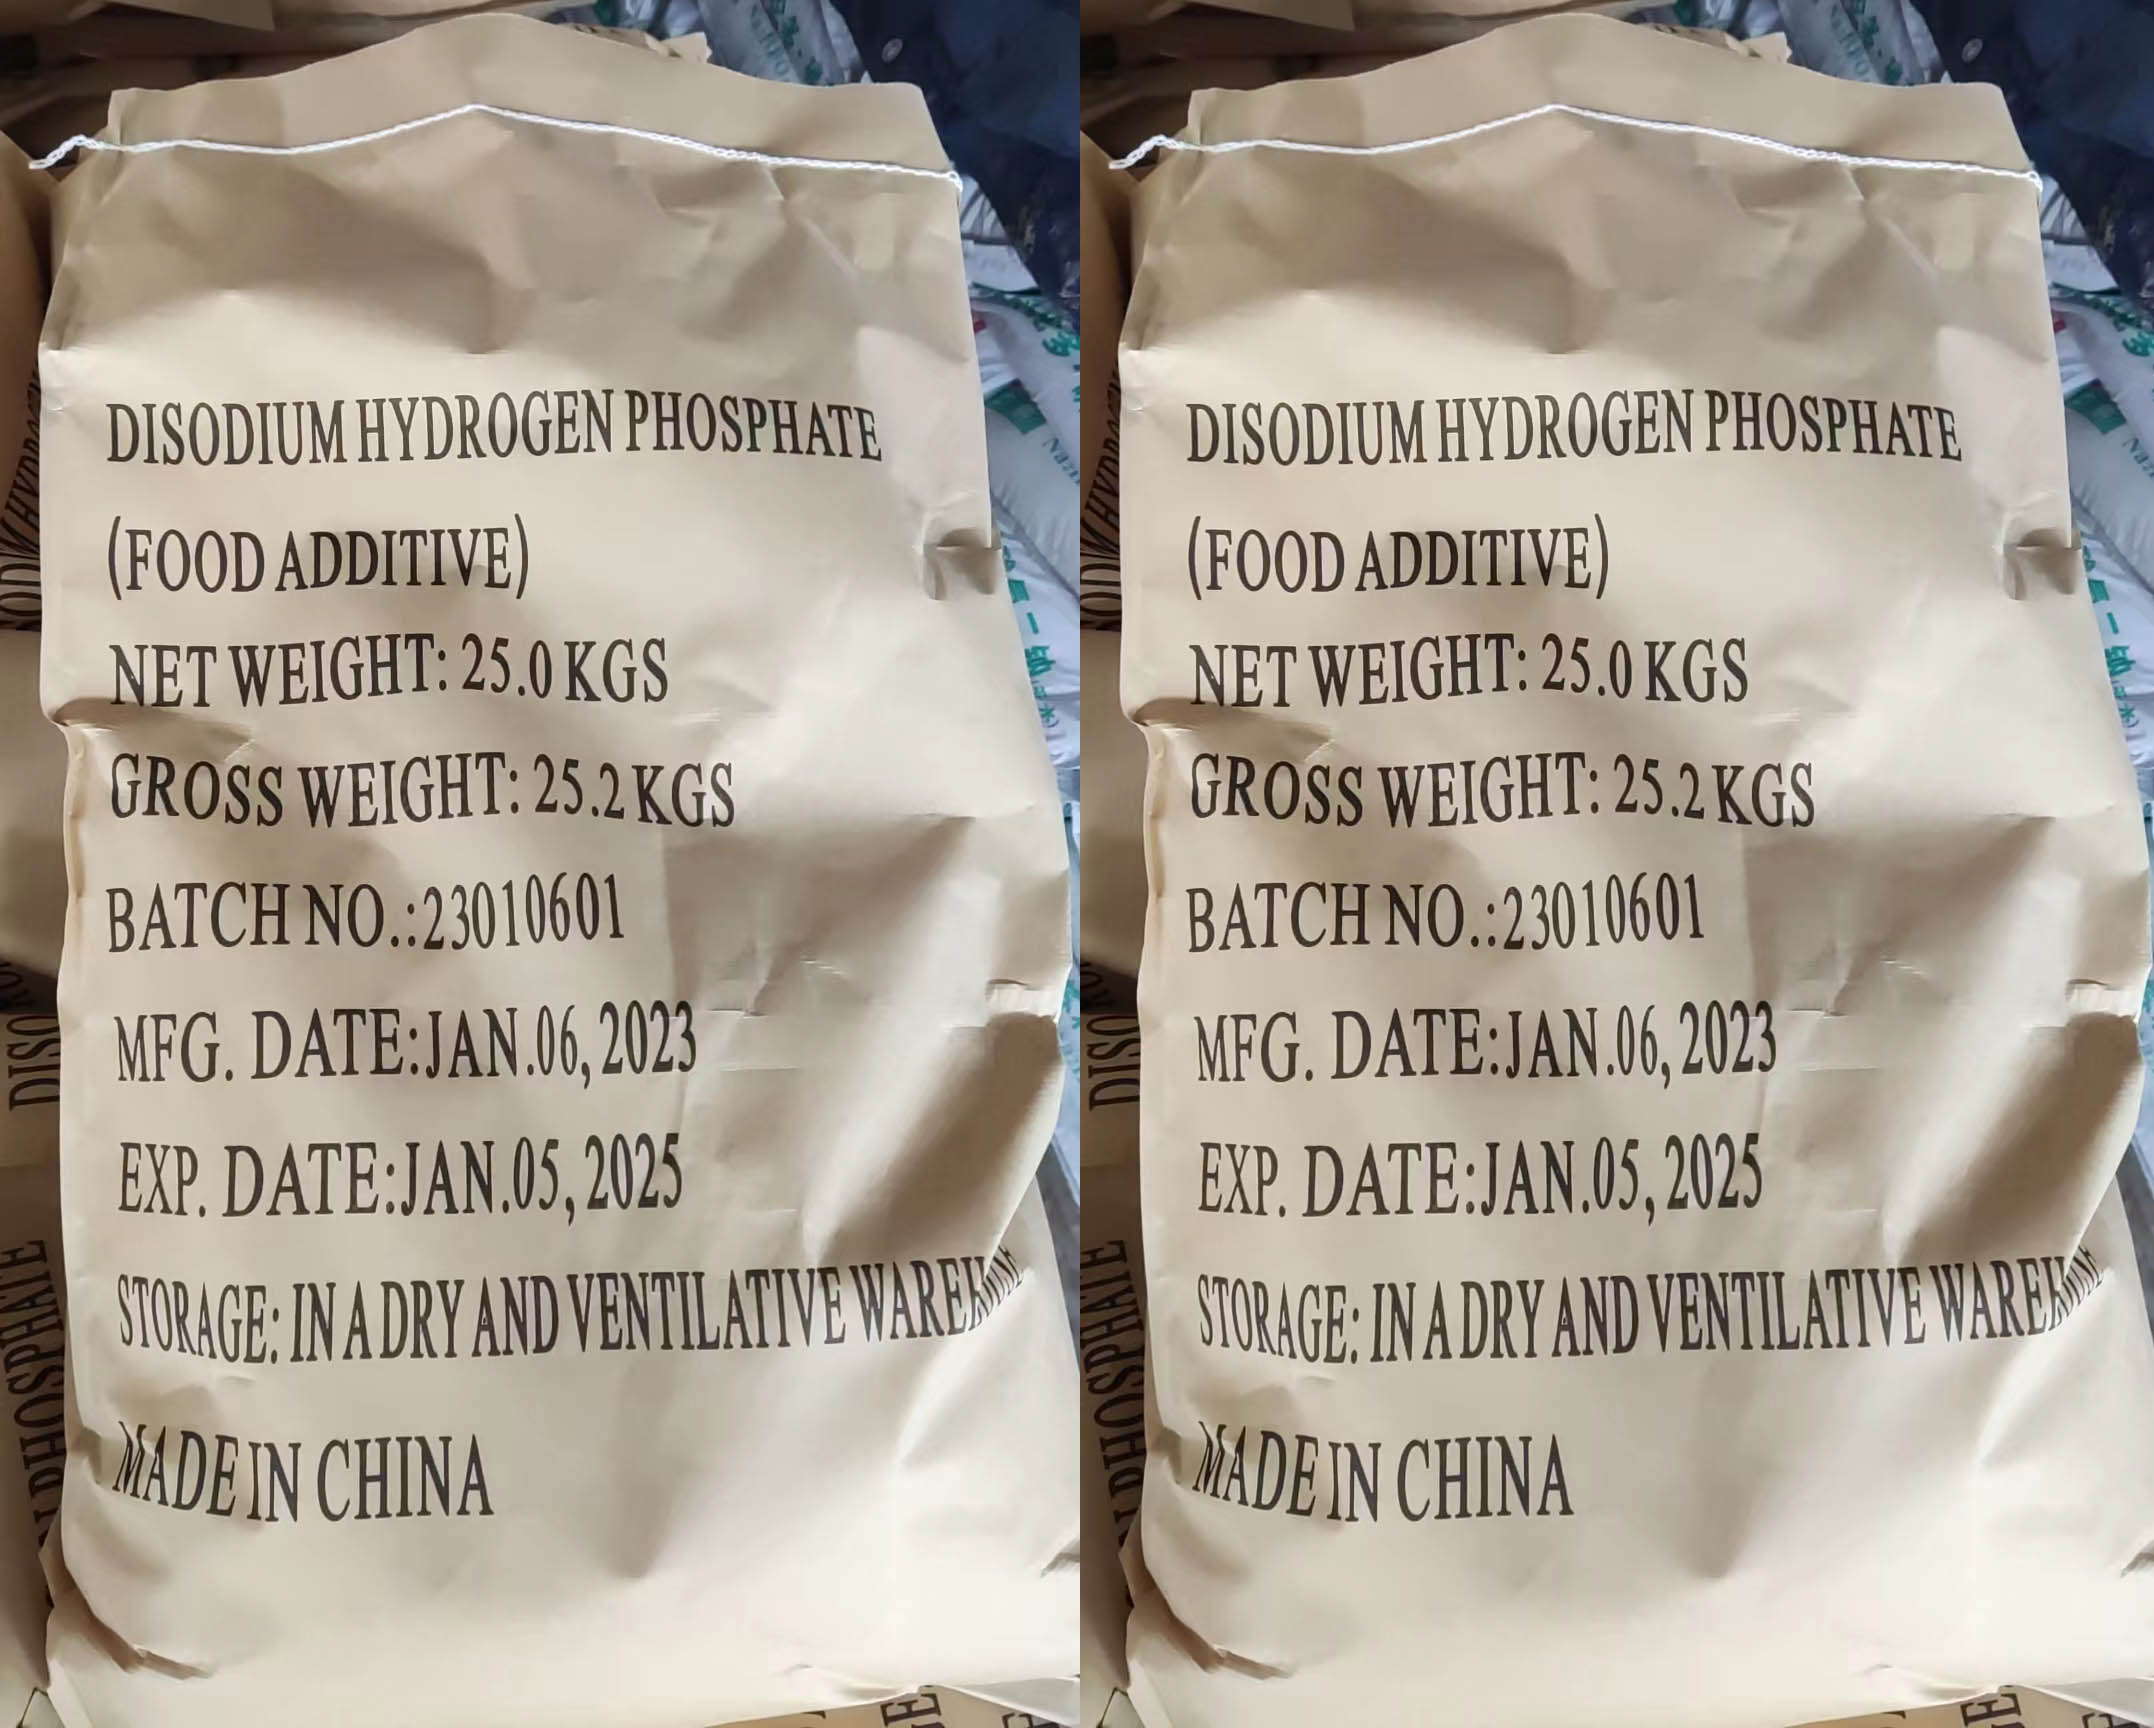 DISODIUM HYDROGEN PHOSPHATE
(FOOD ADDITIVE)
NET WEIGHT: 25.0 KGS
GROSS WEIGHT: 25.2 KGS
BATCH NO.:23010601
MFG. DATE:JAN.06, 2023
EXP. DATE:JAN.05, 2025
STORAGE: IN A DRY AND VENTILATIVE
MADE IN CHINA
DISODIUM HYDROGEN PHOSPHATE
(FOOD ADDITIVE)
NET WEIGHT: 25.0 KGS
GROSS WEIGHT: 25.2 KGS
BATCH NO.:23010601
MFG. DATE:JAN.06, 2023
EXP. DATE:JAN.05, 2025
STORAGE: IN A DRY AND VENTILATIVE
MADE IN CHINA